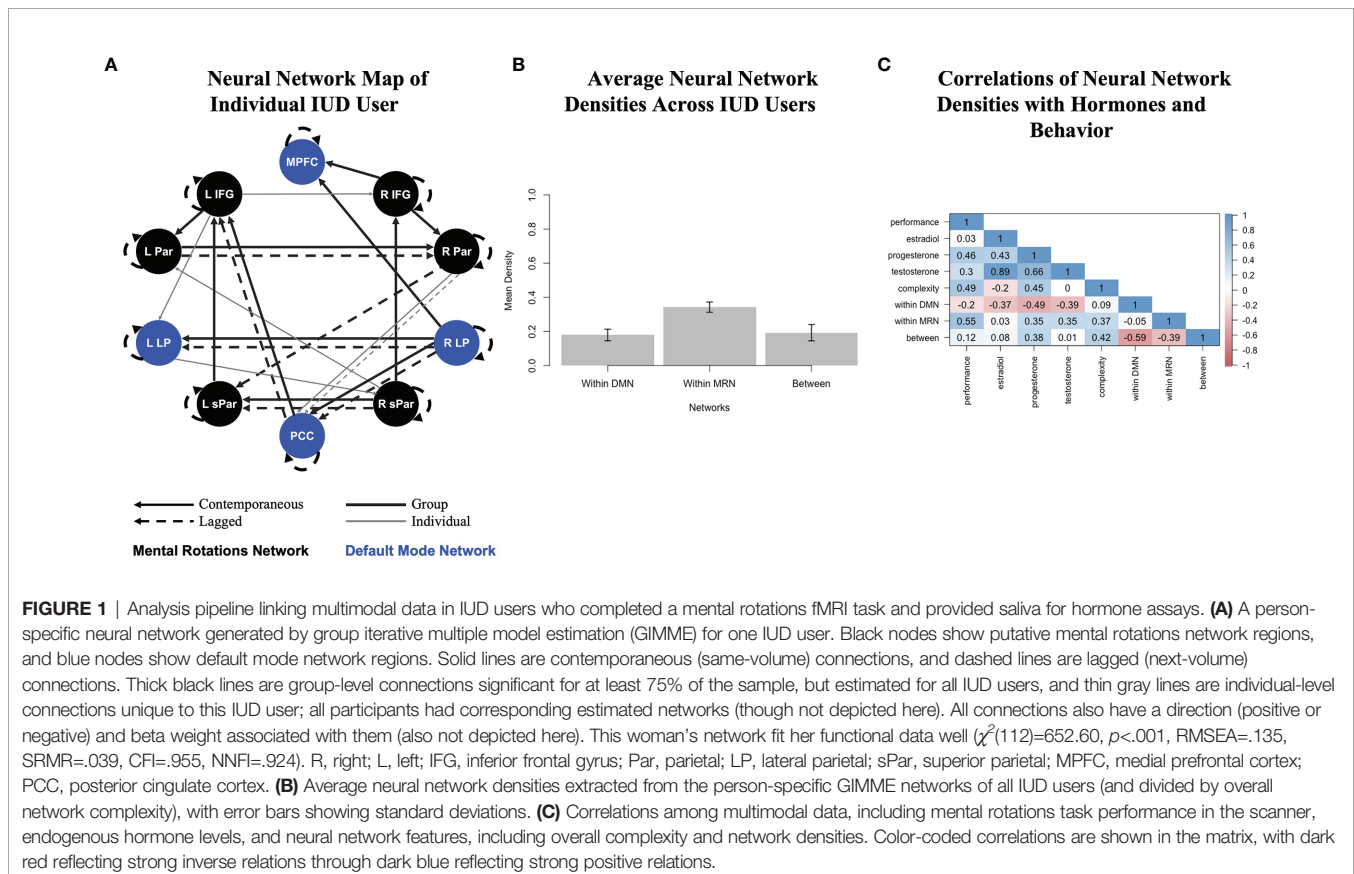 A
Neural Network Map of
Individual IUD User
MPFC
L IFG
R IFG
L Par
R Par
L LP
R LP
L sPar
R sPar
PCC
Contemporaneous
Group
Lagged
Individual
Mental Rotations Network
Default Mode Network
B
Average Neural Network
Densities Across IUD Users
Mean Density
1.0
0.8
0.6
0.4
0.2
0.0
Within DMN
Within MRN
Between
Networks
C
Correlations of Neural Network
Densities with Hormones and
Behavior
performance 1
estradiol 0.03 1
progesterone 0.46 0.43 1
testosterone 0.3 0.89 0.66 1
complexity 0.49 -0.2 0.45 0 1
within DMN -0.2 -0.37 -0.49 -0.39 0.09 1
within MRN 0.55 0.03 0.35 0.35 0.37 -0.05 1
between 0.12 0.08 0.38 0.01 0.42 -0.59 -0.39 1
performance
estradiol
progesterone
testosterone
complexity
within DMN
within MRN
between
1
0.8
0.6
0.4
0.2
0
-0.2
-0.4
-0.6
-0.8
-1
FIGURE 1 | Analysis pipeline linking multimodal data in IUD users who completed a mental rotations fMRI task and provided saliva for hormone assays. (A) A person-
specific neural network generated by group iterative multiple model estimation (GIMME) for one IUD user. Black nodes show putative mental rotations network regions,
and blue nodes show default mode network regions. Solid lines are contemporaneous (same-volume) connections, and dashed lines are lagged (next-volume)
connections. Thick black lines are group-level connections significant for at least 75% of the sample, but estimated for all IUD users, and thin gray lines are individual-level
connections unique to this IUD user; all participants had corresponding estimated networks (though not depicted here). All connections also have a direction (positive or
negative) and beta weight associated with them (also not depicted here). This woman's network fit her functional data well (χ²(112)=652.60, p<.001, RMSEA=.135,
SRMR=.039, CFI=.955, NNFI=.924). R, right; L, left; IFG, inferior frontal gyrus; Par, parietal; LP, lateral parietal; sPar, superior parietal; MPFC, medial prefrontal cortex;
PCC, posterior cingulate cortex. (B) Average neural network densities extracted from the person-specific GIMME networks of all IUD users (and divided by overall
network complexity), with error bars showing standard deviations. (C) Correlations among multimodal data, including mental rotations task performance in the scanner,
endogenous hormone levels, and neural network features, including overall complexity and network densities. Color-coded correlations are shown in the matrix, with dark
red reflecting strong inverse relations through dark blue reflecting strong positive relations.